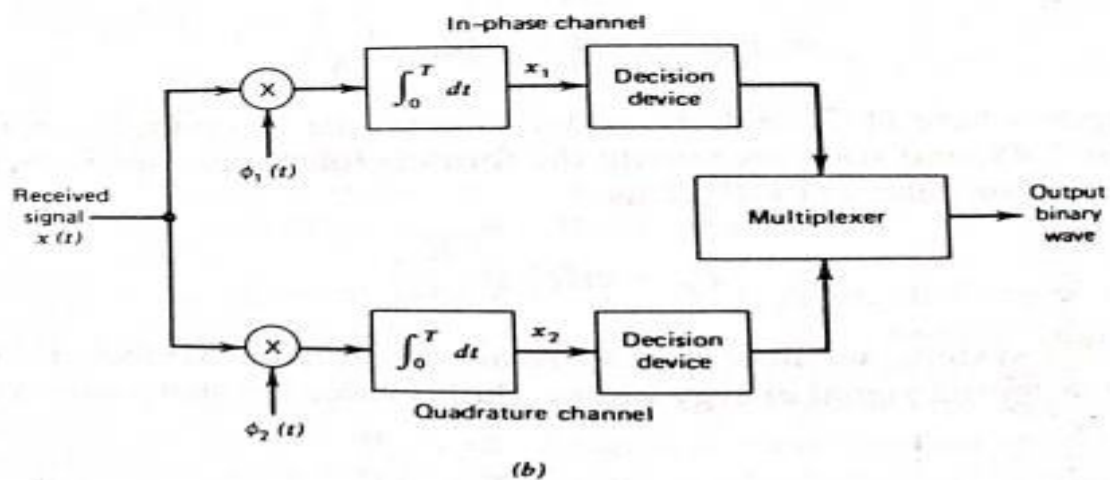 In-phase channel
×
∫₀ᵀ dt
x₁
Decision
device
ϕ₁(t)
Received
signal
x(t)
Multiplexer
Output
binary
wave
×
∫₀ᵀ dt
x₂
Decision
device
ϕ₂(t)
Quadrature channel
(b)